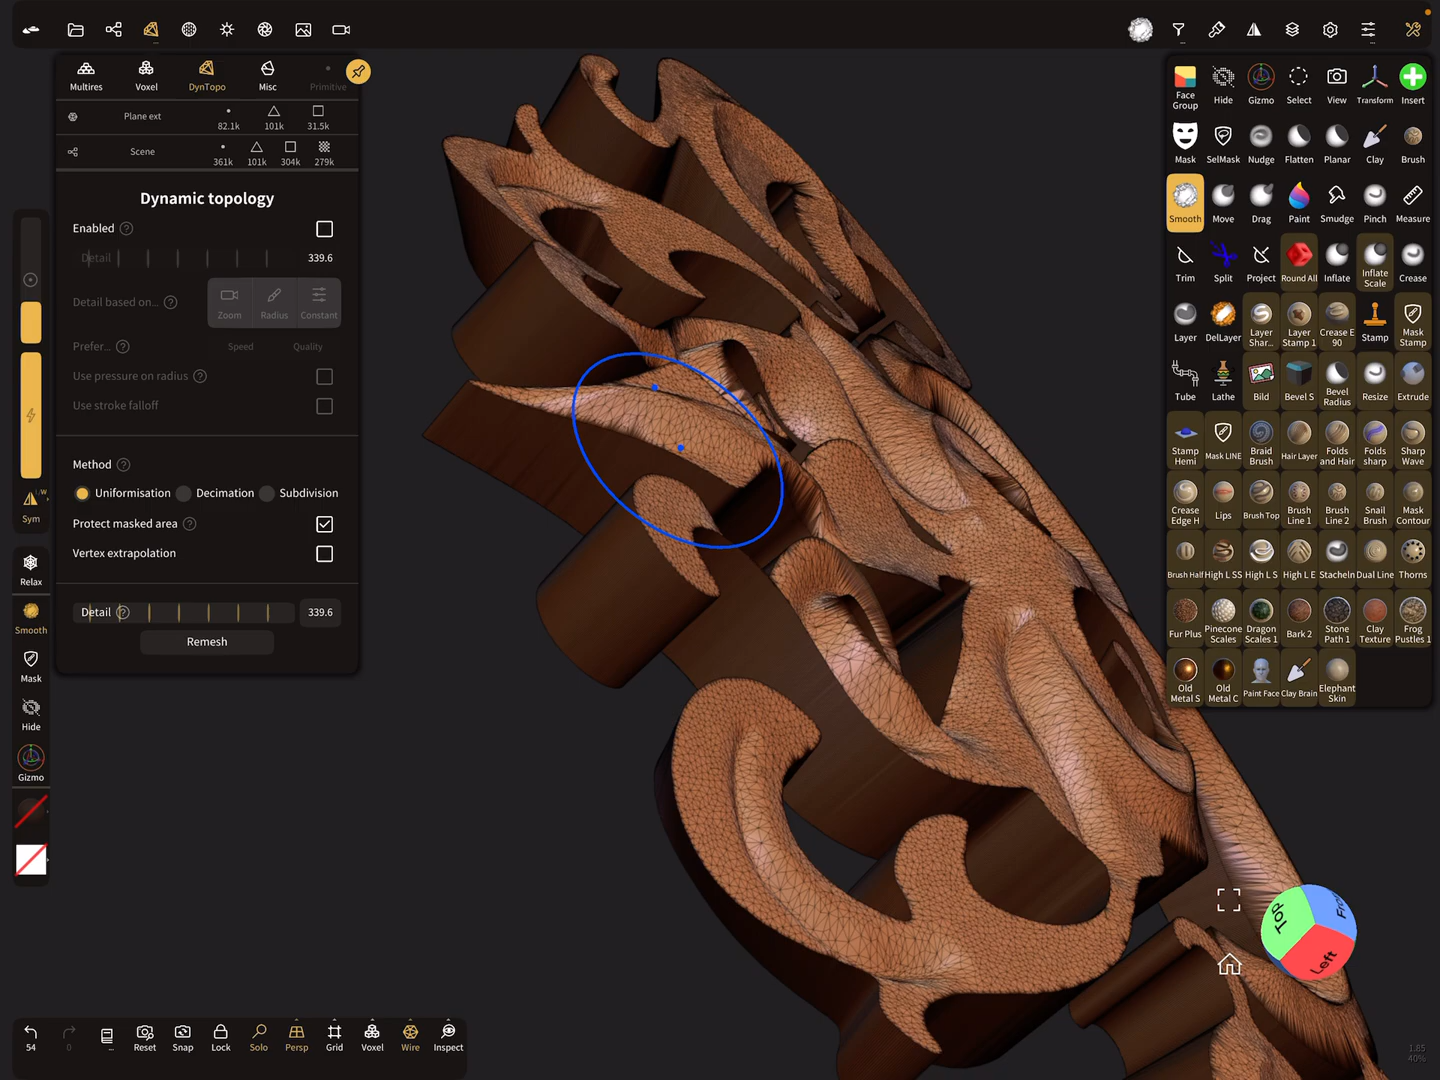 Multires Voxel DynTopo Misc Primitive
Plane ext 82.1k 101k 31.5k
Scene 361k 101k 304k 279k
Dynamic topology
Enabled ?
Detail 339.6
Detail based on... ? Zoom Radius Constant
Prefer... ? Speed Quality
Use pressure on radius ?
Use stroke falloff
Method ?
Uniformisation Decimation Subdivision
Protect masked area ?
Vertex extrapolation
Detail ? 339.6
Remesh
Sym
Relax
Smooth
Mask
Hide
Gizmo
Face Group Hide Gizmo Select View Transform Insert
Mask SelMask Nudge Flatten Planar Clay Brush
Smooth Move Drag Paint Smudge Pinch Measure
Trim Split Project Round All Inflate Inflate Scale Crease
Layer DelLayer Layer Shar... Layer Stamp 1 Crease E 90 Stamp Mask Stamp
Tube Lathe Bild Bevel S Bevel Radius Resize Extrude
Stamp Hemi Mask LINE Braid Brush Hair Layer Folds and Hair Folds sharp Sharp Wave
Crease Edge H Lips Brush Top Brush Line 1 Brush Line 2 Snail Brush Mask Contour
Brush Half High L SS High L S High L E Stacheln Dual Line Thorns
Fur Plus Pinecone Scales Dragon Scales 1 Bark 2 Stone Path 1 Clay Texture Frog Pustles 1
Old Metal S Old Metal C Paint Face Clay Brain Elephant Skin
Top Left
54 0 Reset Snap Lock Solo Persp Grid Voxel Wire Inspect
1.85
40%